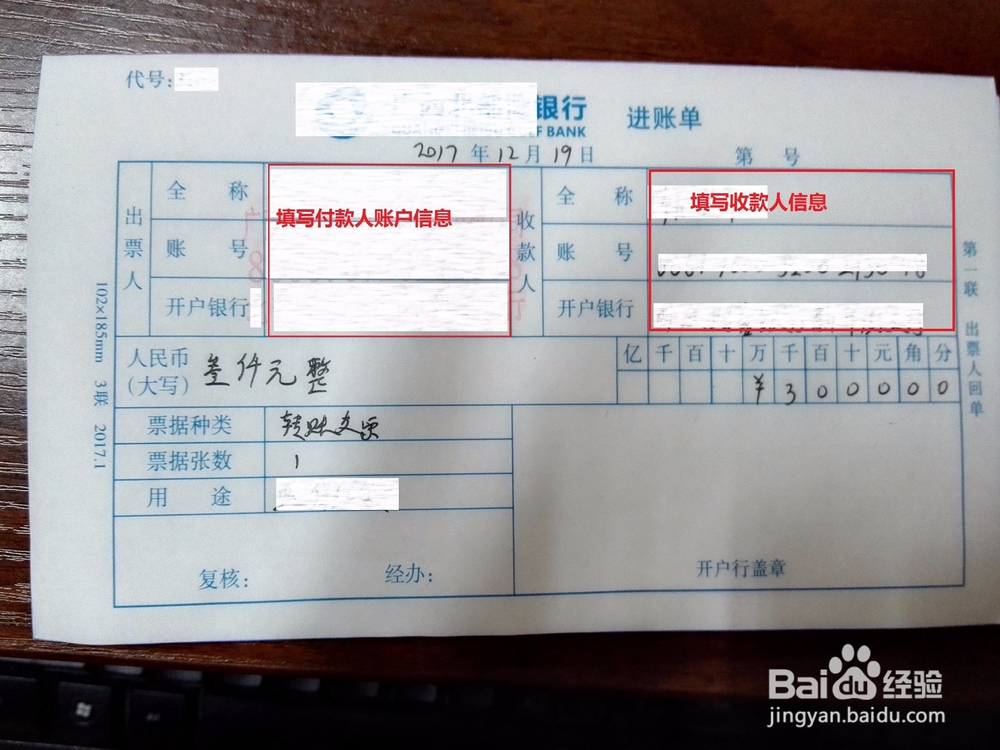 代号:
银行 进账单
BANK
2017 年 12 月 19 日 第 号
出票人
全 称
填写付款人账户信息
账 号
开户银行
收款人
全 称
填写收款人信息
账 号
开户银行
人民币
(大写)
叁仟元整
亿 千 百 十 万 千 百 十 元 角 分
¥ 3 0 0 0 0 0
票据种类 转账支票
票据张数 1
用 途
复核: 经办:
开户行盖章
102×185mm 3联 2017.1
第一联 出票人回单
Baidu 经验
jingyan.baidu.com